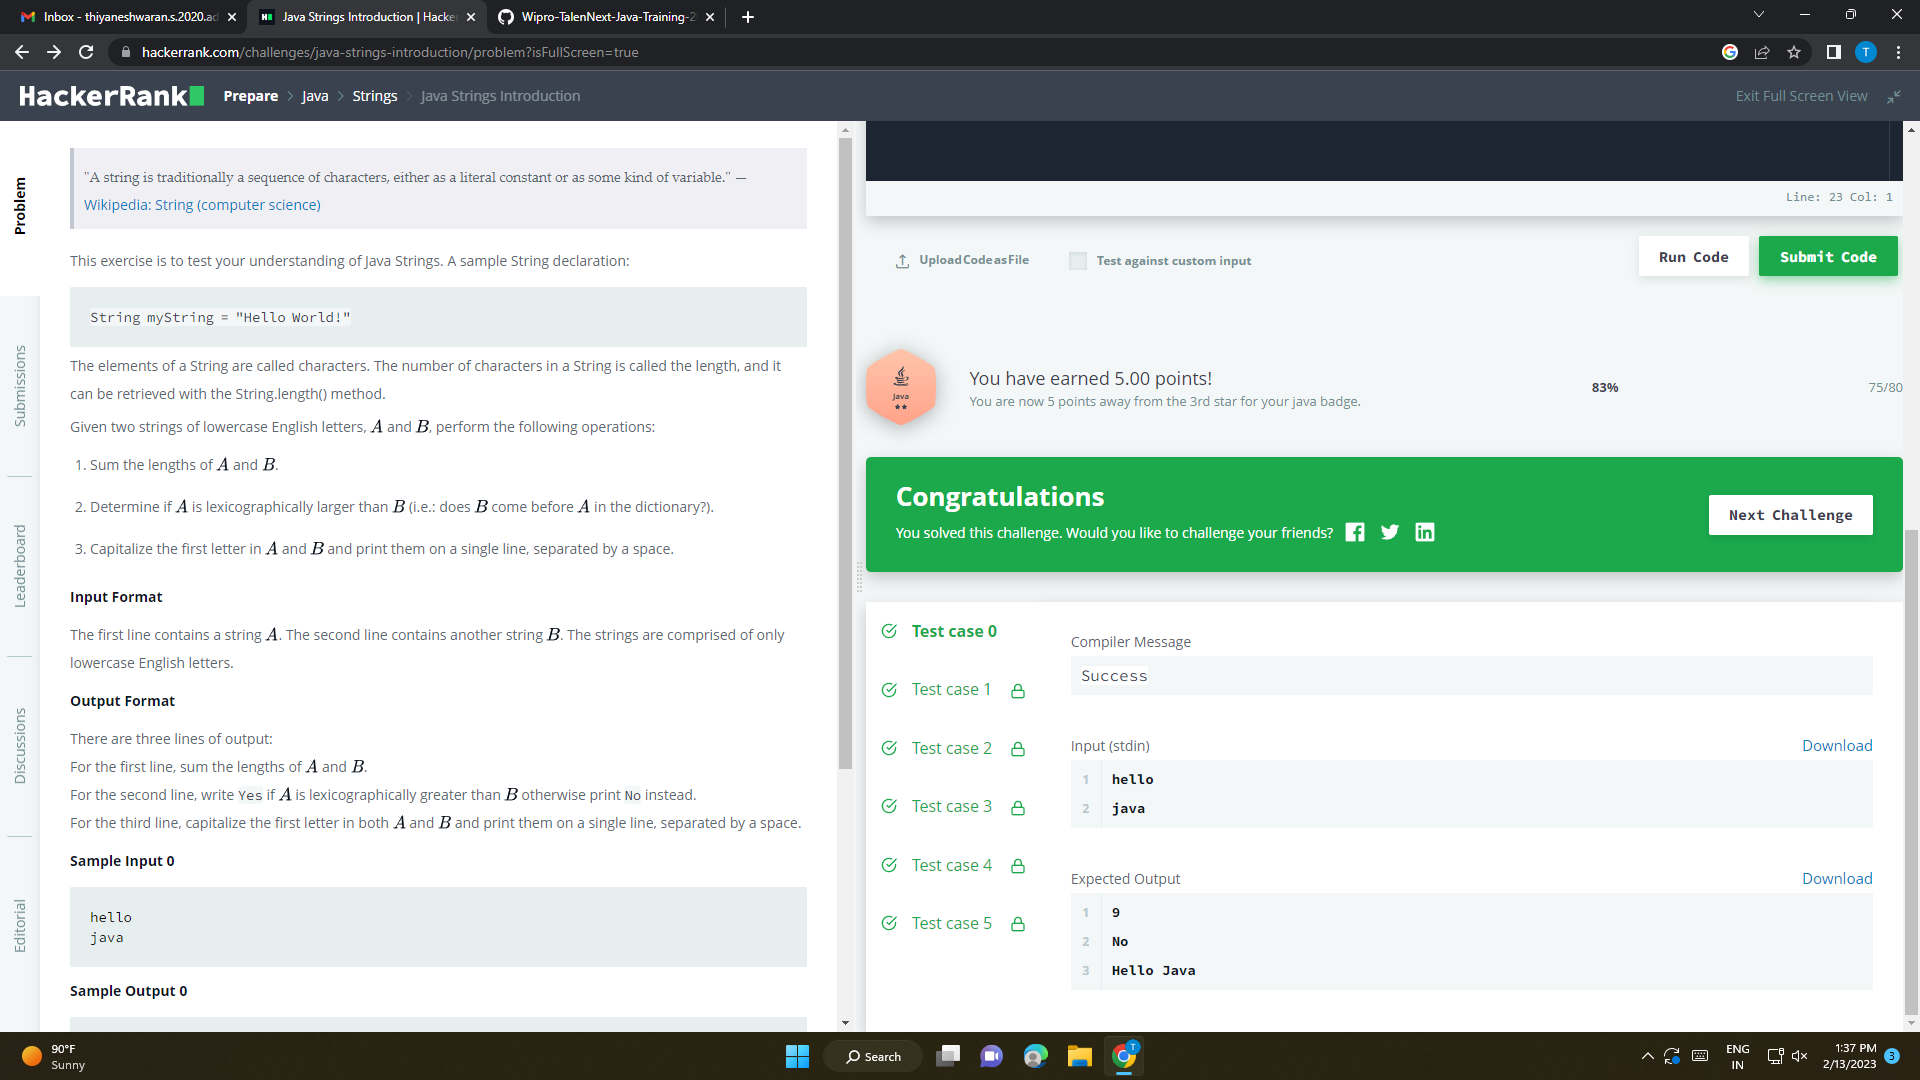 Inbox - thiyaneshwaran.s.2020.ad
Java Strings Introduction | Hacker
Wipro-TalenNext-Java-Training-2
hackerrank.com/challenges/java-strings-introduction/problem?isFullScreen=true
T
HackerRank
Prepare > Java > Strings > Java Strings Introduction
Exit Full Screen View
Problem
Submissions
Leaderboard
Discussions
Editorial
"A string is traditionally a sequence of characters, either as a literal constant or as some kind of variable." —
Wikipedia: String (computer science)
This exercise is to test your understanding of Java Strings. A sample String declaration:
String myString = "Hello World!"
The elements of a String are called characters. The number of characters in a String is called the length, and it
can be retrieved with the String.length() method.
Given two strings of lowercase English letters, A and B, perform the following operations:
1. Sum the lengths of A and B.
2. Determine if A is lexicographically larger than B (i.e.: does B come before A in the dictionary?).
3. Capitalize the first letter in A and B and print them on a single line, separated by a space.
Input Format
The first line contains a string A. The second line contains another string B. The strings are comprised of only
lowercase English letters.
Output Format
There are three lines of output:
For the first line, sum the lengths of A and B.
For the second line, write Yes if A is lexicographically greater than B otherwise print No instead.
For the third line, capitalize the first letter in both A and B and print them on a single line, separated by a space.
Sample Input 0
hello
java
Sample Output 0
Line: 23 Col: 1
Upload Code as File
Test against custom input
Run Code
Submit Code
Java
You have earned 5.00 points!
You are now 5 points away from the 3rd star for your java badge.
83%
75/80
Congratulations
You solved this challenge. Would you like to challenge your friends?
Next Challenge
Test case 0
Test case 1
Test case 2
Test case 3
Test case 4
Test case 5
Compiler Message
Success
Input (stdin)
Download
1 hello
2 java
Expected Output
Download
1 9
2 No
3 Hello Java
90°F
Sunny
Search
T
ENG
IN
1:37 PM
2/13/2023
3